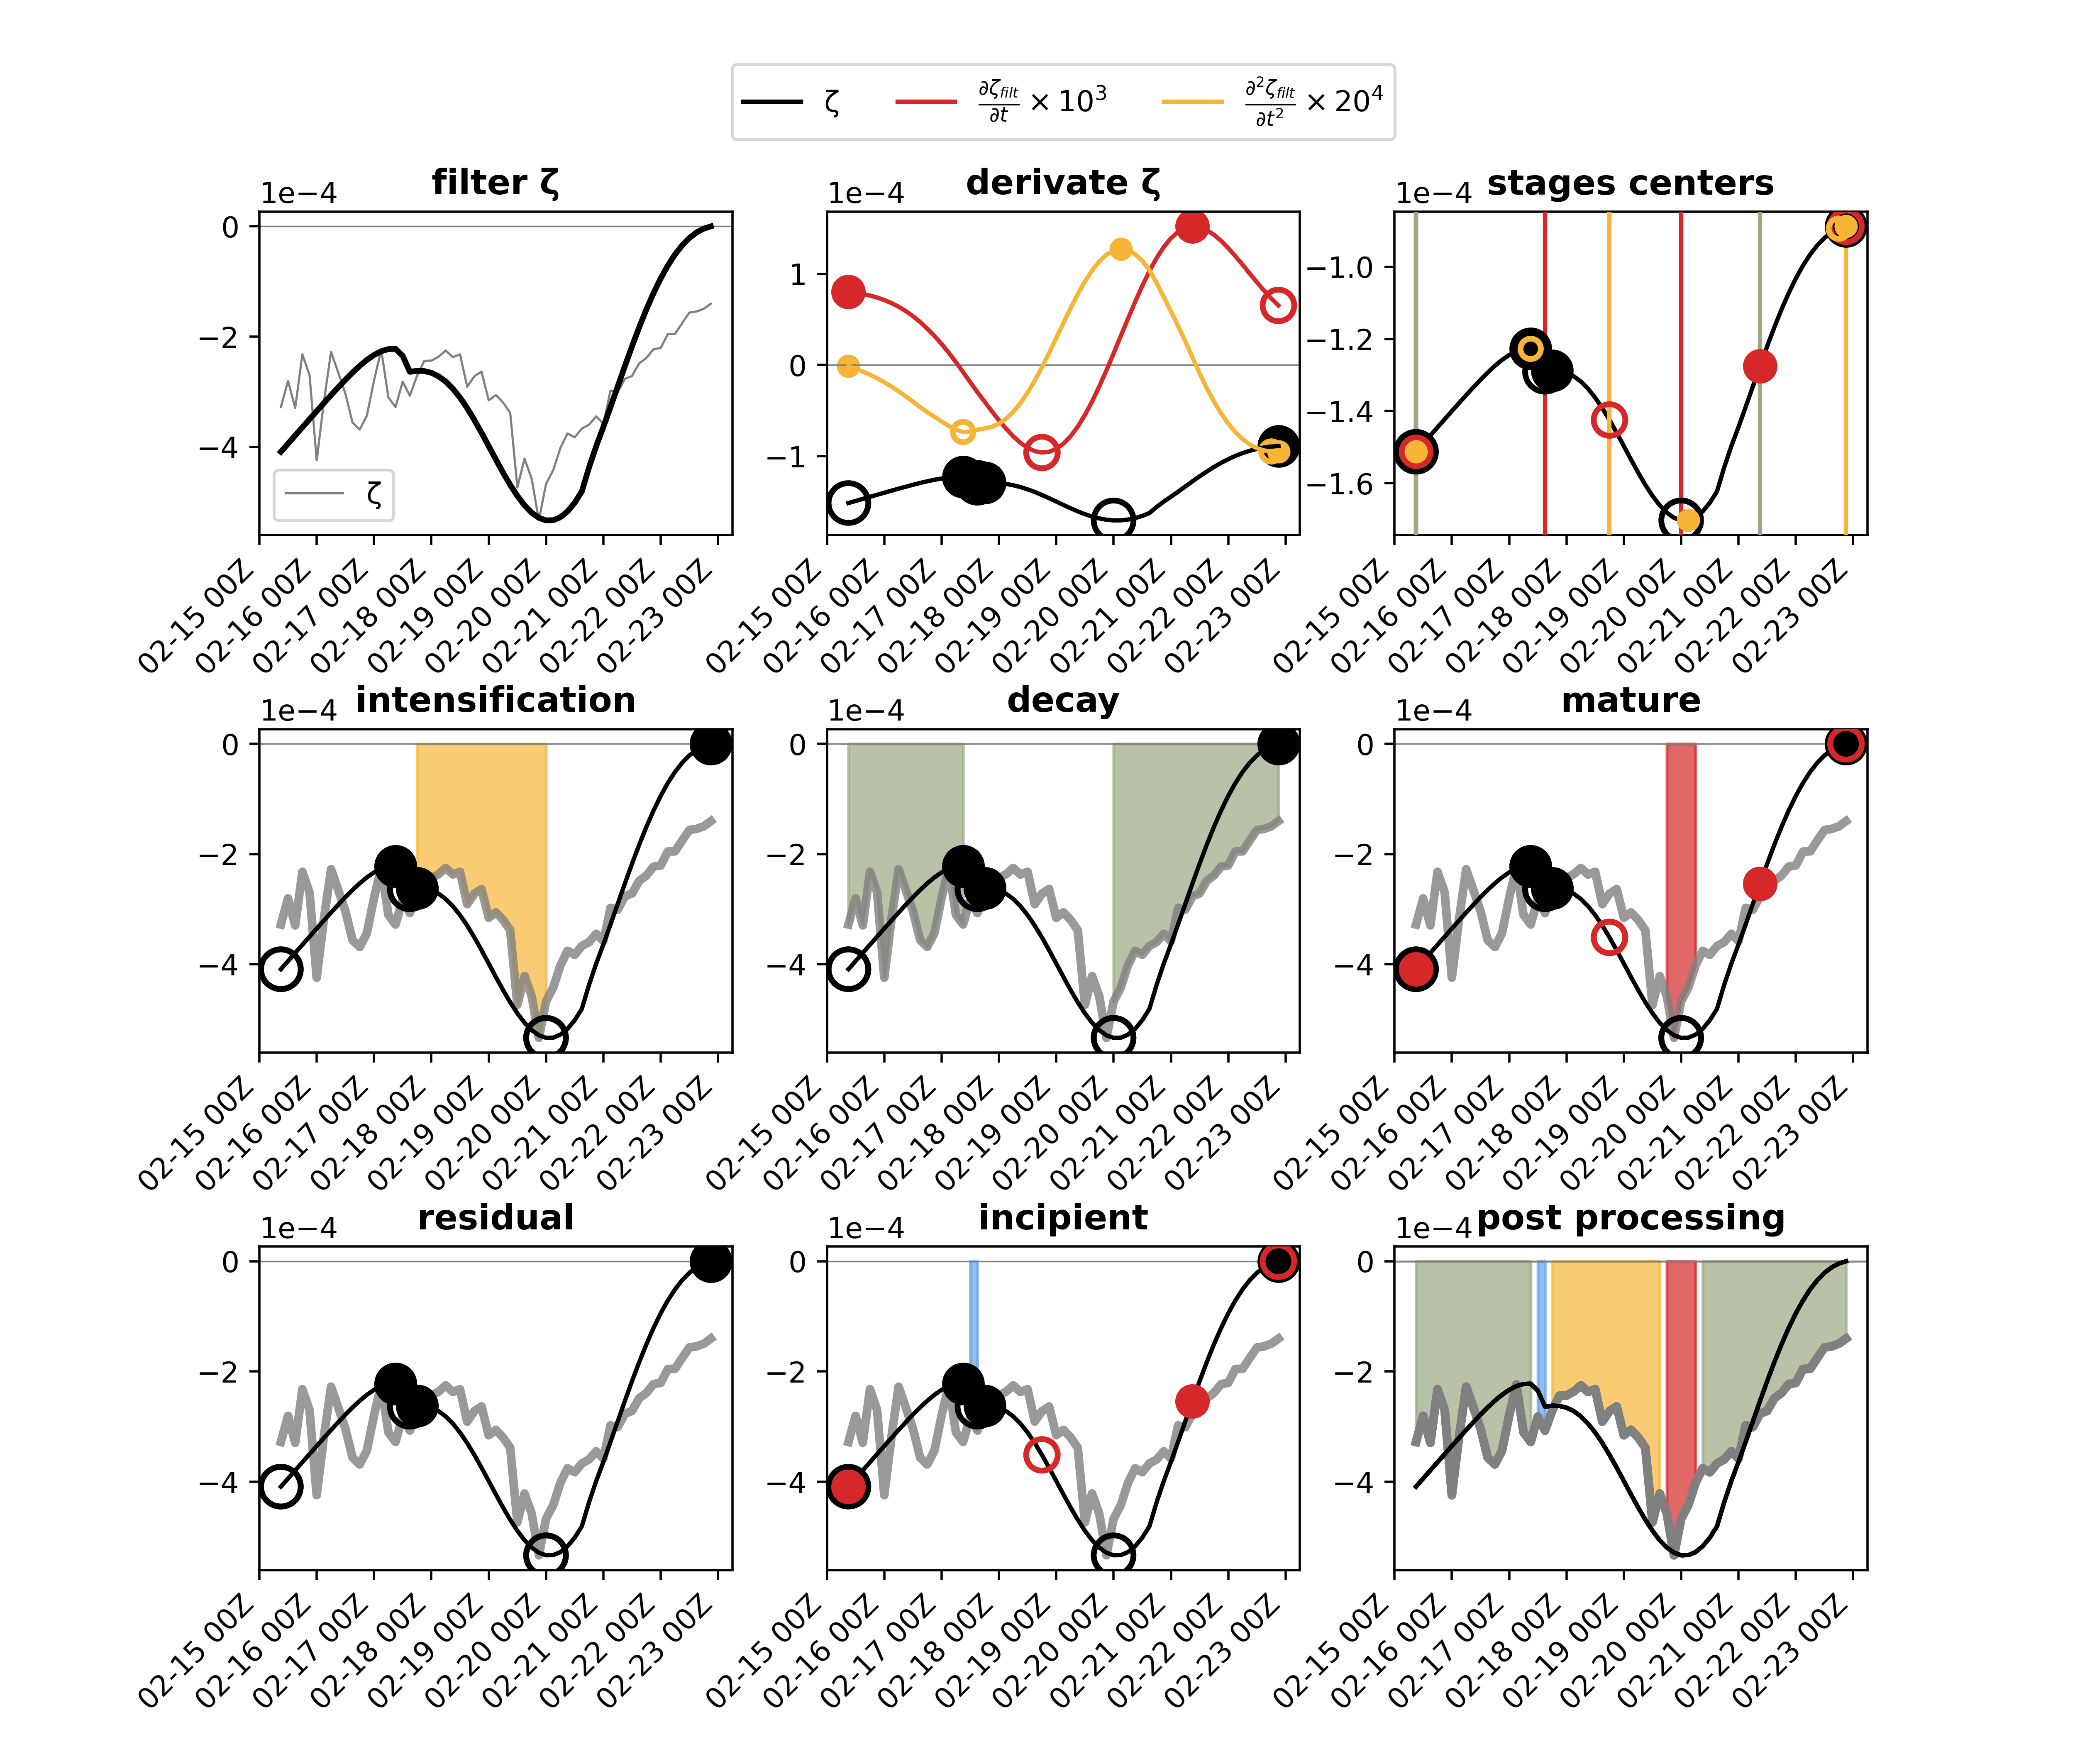 ζ ∂ζ_filt/∂t × 10³ ∂²ζ_filt/∂t² × 20⁴
filter ζ
1e−4
0
−2
−4
ζ
02-15 00Z 02-16 00Z 02-17 00Z 02-18 00Z 02-19 00Z 02-20 00Z 02-21 00Z 02-22 00Z 02-23 00Z
derivate ζ
1e−4
1
0
−1
02-15 00Z 02-16 00Z 02-17 00Z 02-18 00Z 02-19 00Z 02-20 00Z 02-21 00Z 02-22 00Z 02-23 00Z
stages centers
1e−4
−1.0
−1.2
−1.4
−1.6
02-15 00Z 02-16 00Z 02-17 00Z 02-18 00Z 02-19 00Z 02-20 00Z 02-21 00Z 02-22 00Z 02-23 00Z
intensification
1e−4
0
−2
−4
02-15 00Z 02-16 00Z 02-17 00Z 02-18 00Z 02-19 00Z 02-20 00Z 02-21 00Z 02-22 00Z 02-23 00Z
decay
1e−4
0
−2
−4
02-15 00Z 02-16 00Z 02-17 00Z 02-18 00Z 02-19 00Z 02-20 00Z 02-21 00Z 02-22 00Z 02-23 00Z
mature
1e−4
0
−2
−4
02-15 00Z 02-16 00Z 02-17 00Z 02-18 00Z 02-19 00Z 02-20 00Z 02-21 00Z 02-22 00Z 02-23 00Z
residual
1e−4
0
−2
−4
02-15 00Z 02-16 00Z 02-17 00Z 02-18 00Z 02-19 00Z 02-20 00Z 02-21 00Z 02-22 00Z 02-23 00Z
incipient
1e−4
0
−2
−4
02-15 00Z 02-16 00Z 02-17 00Z 02-18 00Z 02-19 00Z 02-20 00Z 02-21 00Z 02-22 00Z 02-23 00Z
post processing
1e−4
0
−2
−4
02-15 00Z 02-16 00Z 02-17 00Z 02-18 00Z 02-19 00Z 02-20 00Z 02-21 00Z 02-22 00Z 02-23 00Z